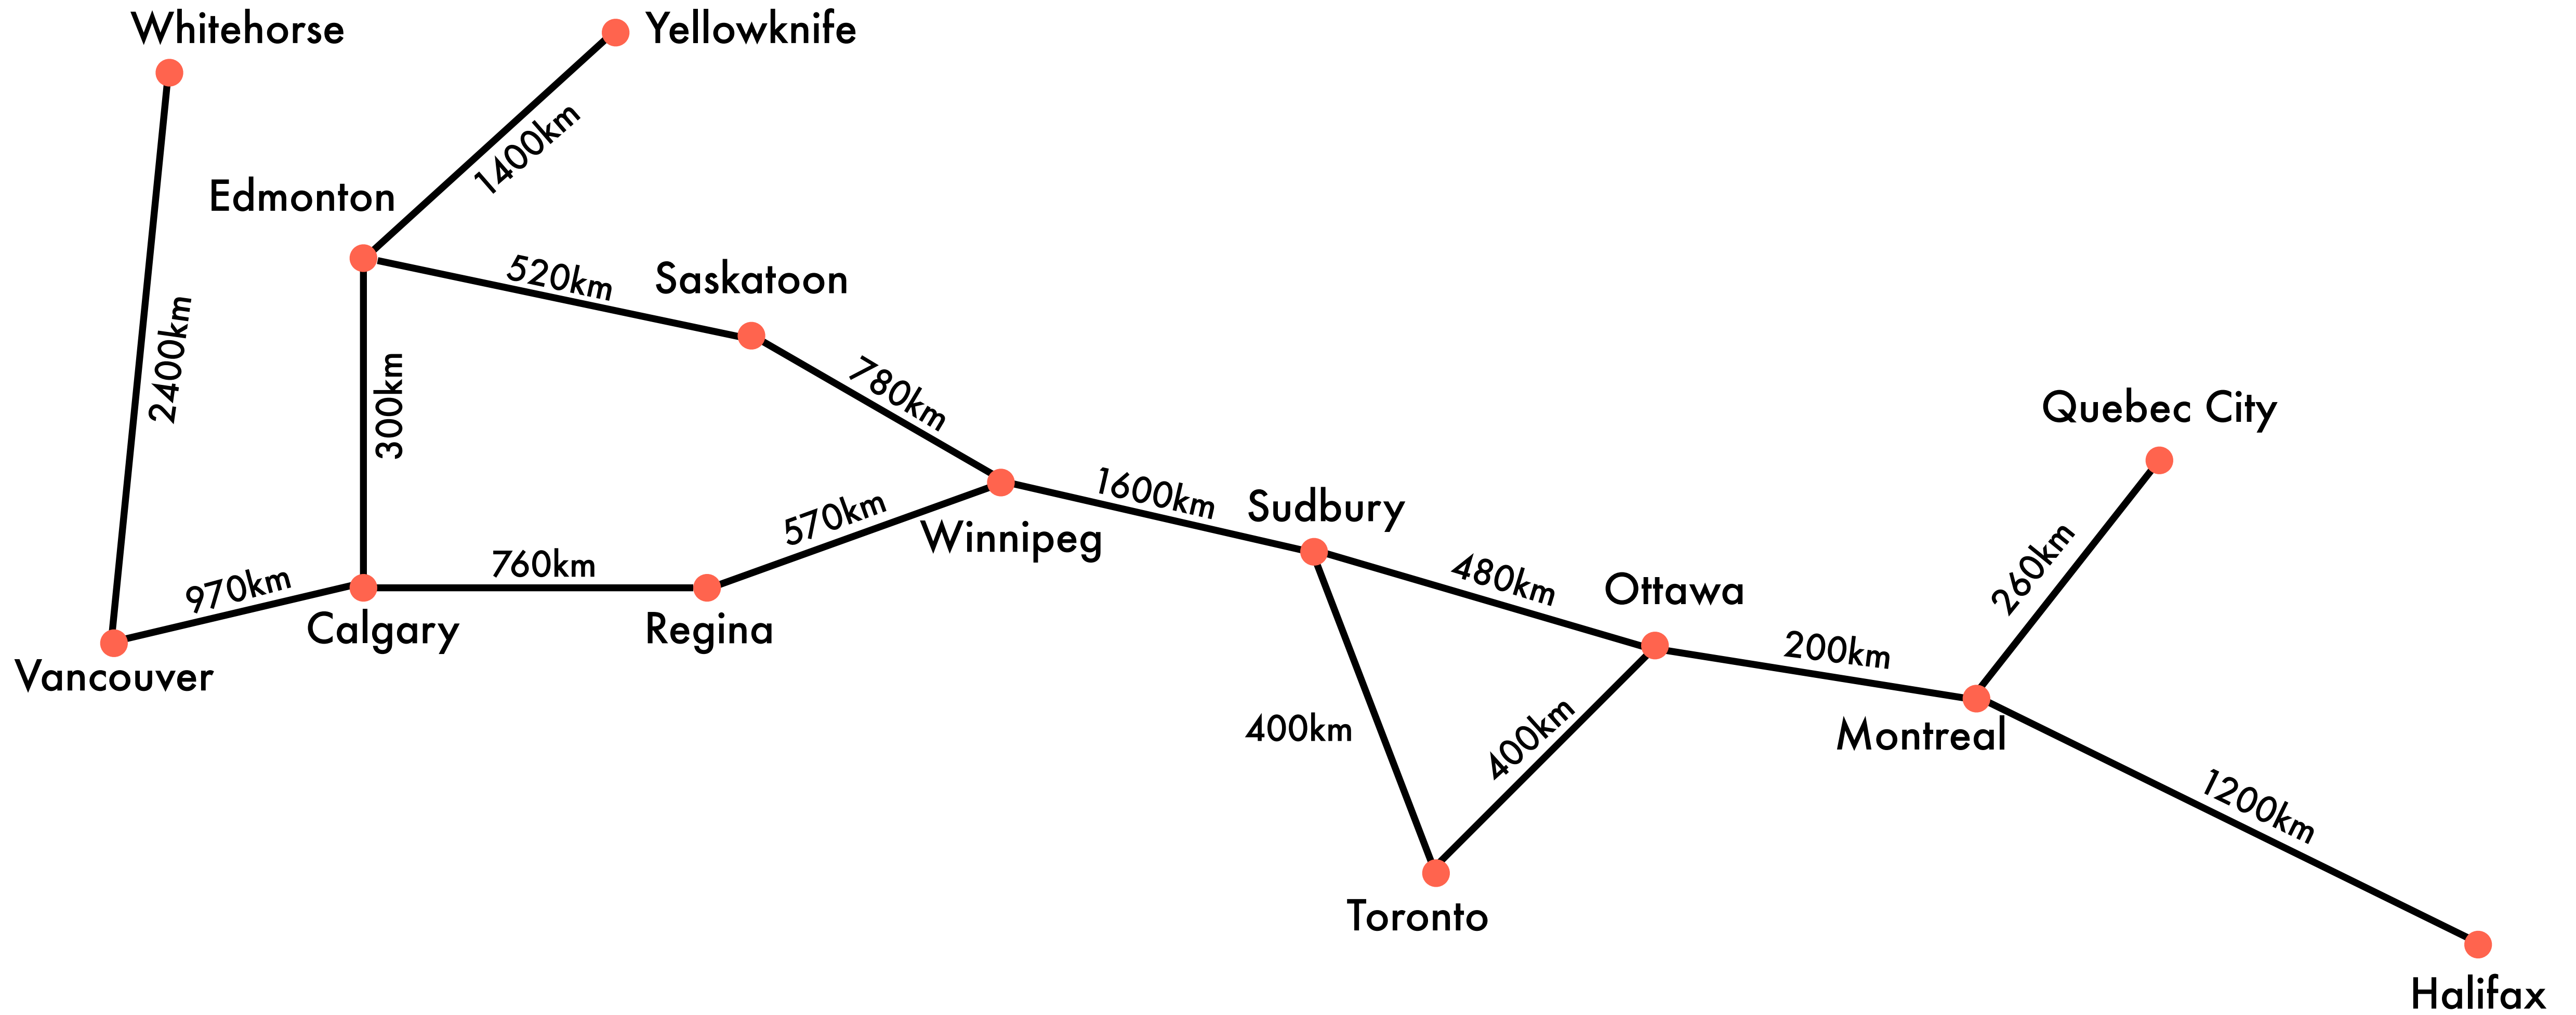 Whitehorse
Yellowknife
1400km
Edmonton
520km
Saskatoon
2400km
300km
780km
Quebec City
1600km
Sudbury
570km
Winnipeg
760km
970km
480km
Ottawa
260km
Calgary
Regina
200km
Vancouver
400km
400km
Montreal
1200km
Toronto
Halifax